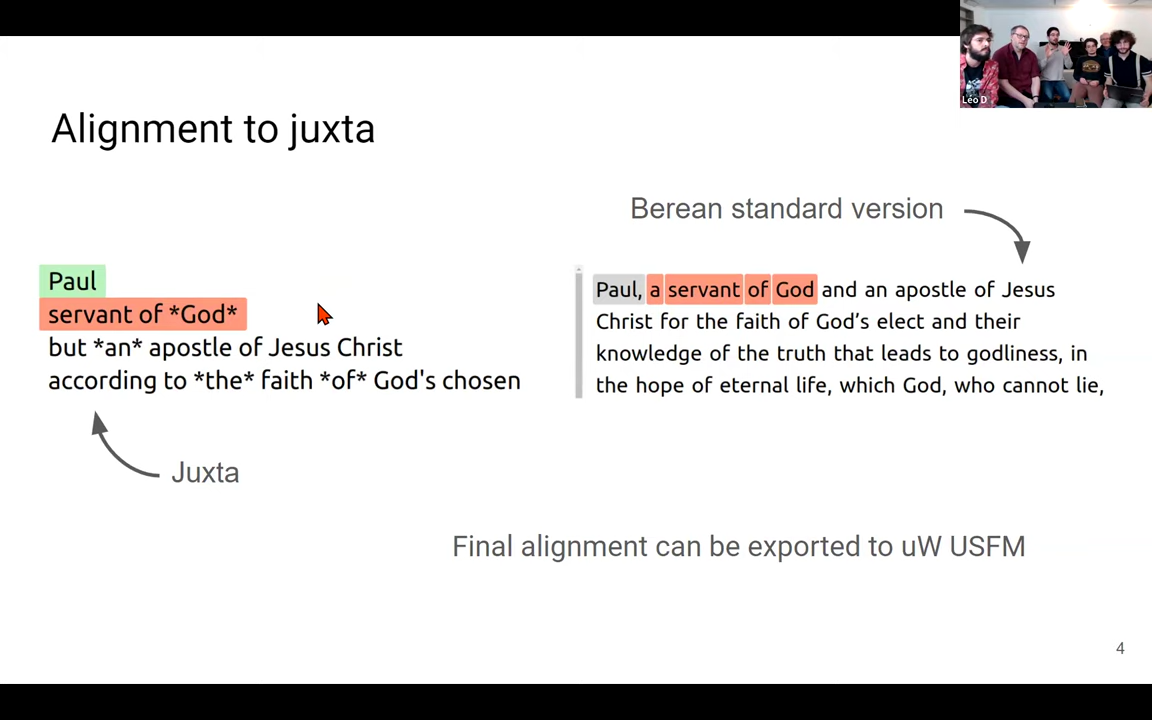 Leo D
Alignment to juxta
Berean standard version
Paul
servant of *God*
but *an* apostle of Jesus Christ
according to *the* faith *of* God's chosen
Paul, a servant of God and an apostle of Jesus
Christ for the faith of God’s elect and their
knowledge of the truth that leads to godliness, in
the hope of eternal life, which God, who cannot lie,
Juxta
Final alignment can be exported to uW USFM
4